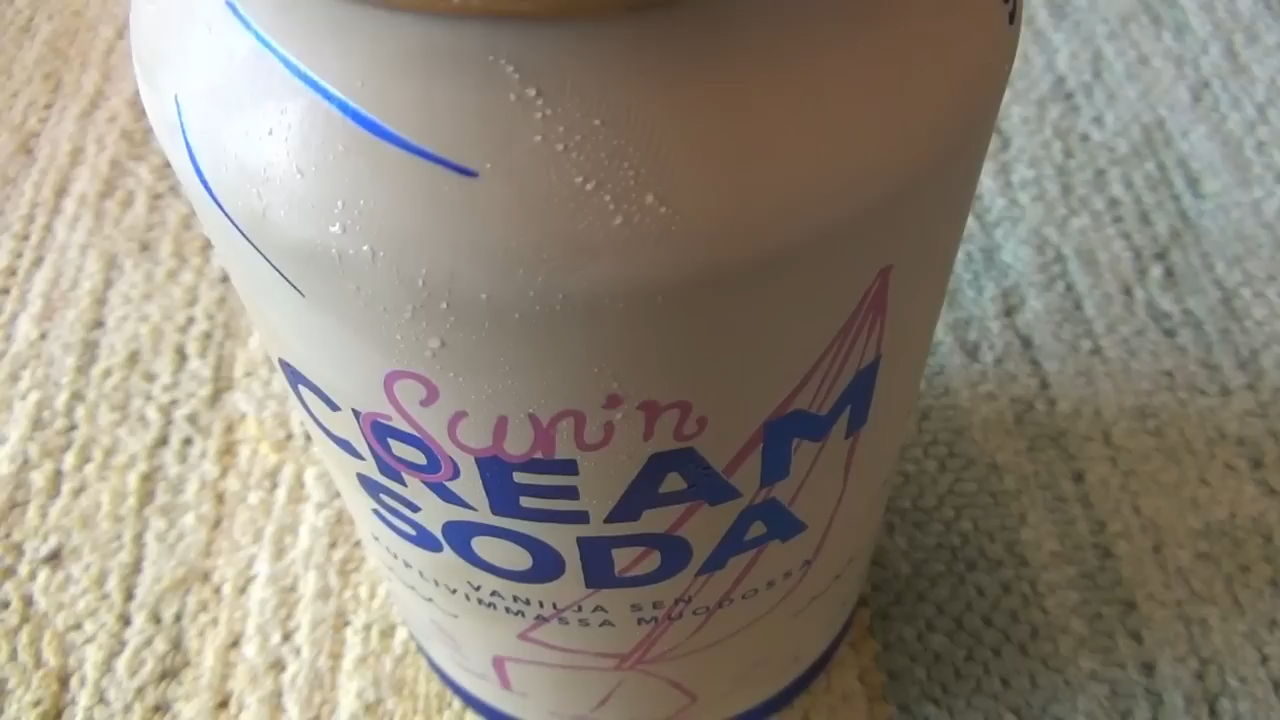 Sun'n
CREAM
SODA
VANILJA SEN
KUPLIVIMMASSA MUODOSSA